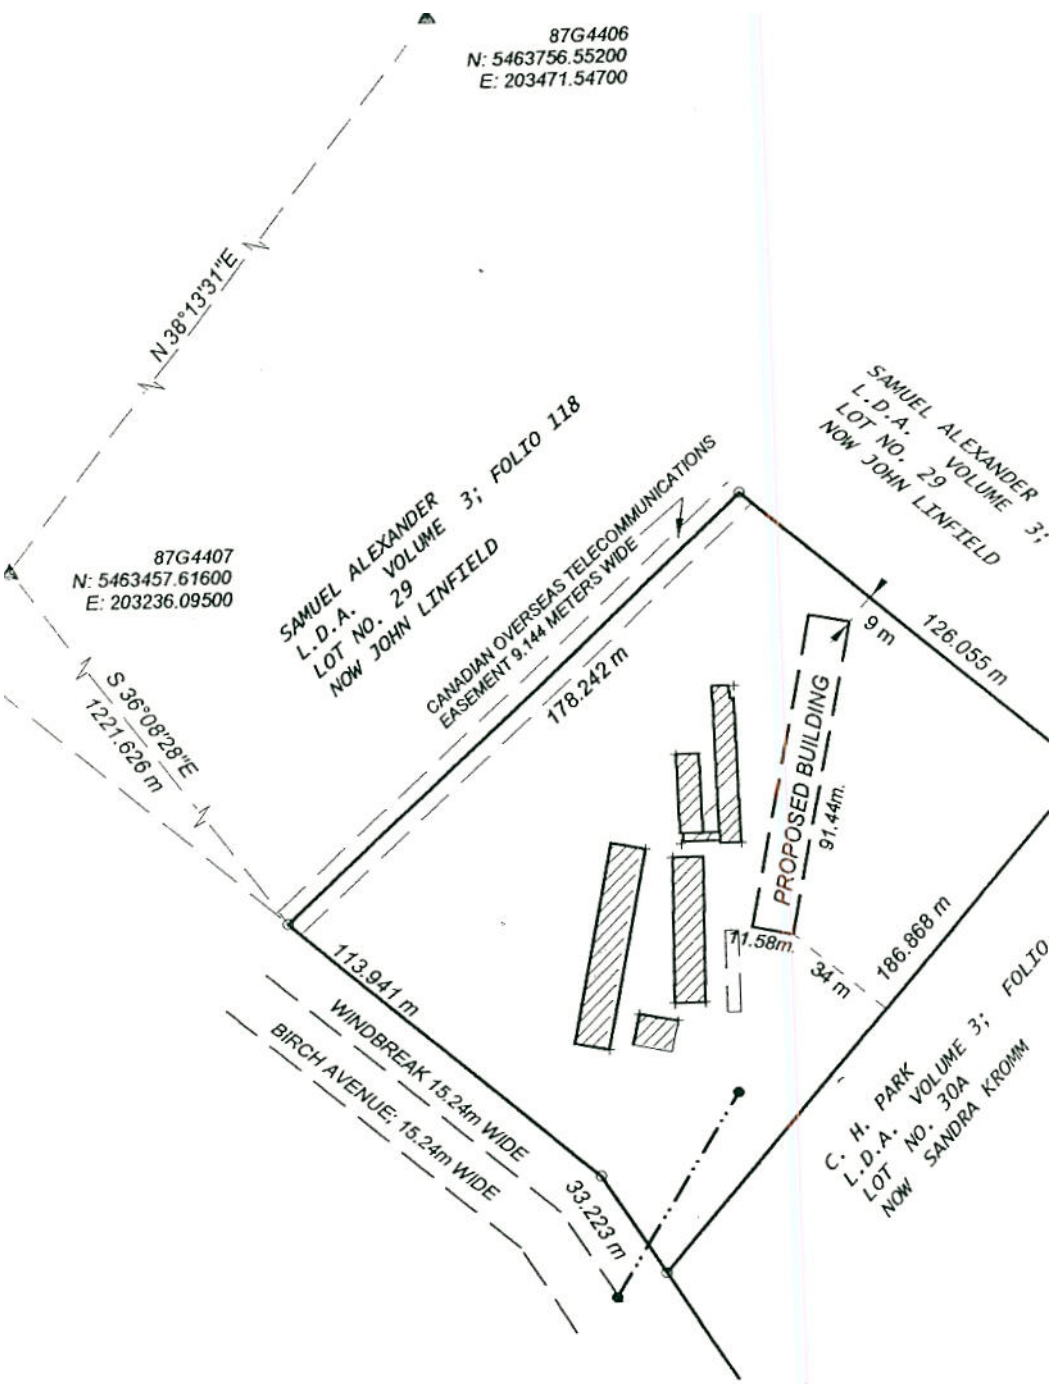 87G4406
N: 5463756.55200
E: 203471.54700
N 38°13'31"E
87G4407
N: 5463457.61600
E: 203236.09500
S 36°08'28"E
1221.626 m
SAMUEL ALEXANDER
L.D.A. VOLUME 3; FOLIO 118
LOT NO. 29
NOW JOHN LINFIELD
CANADIAN OVERSEAS TELECOMMUNICATIONS
EASEMENT 9.144 METERS WIDE
178.242 m
SAMUEL ALEXANDER
L.D.A. VOLUME 3;
LOT NO. 29
NOW JOHN LINFIELD
9 m
126.055 m
PROPOSED BUILDING
91.44m.
11.58m.
34 m
186.868 m
113.941 m
WINDBREAK 15.24m WIDE
BIRCH AVENUE; 15.24m WIDE
33.223 m
C. H. PARK
L.D.A. VOLUME 3; FOLIO
LOT NO. 30A
NOW SANDRA KROMM